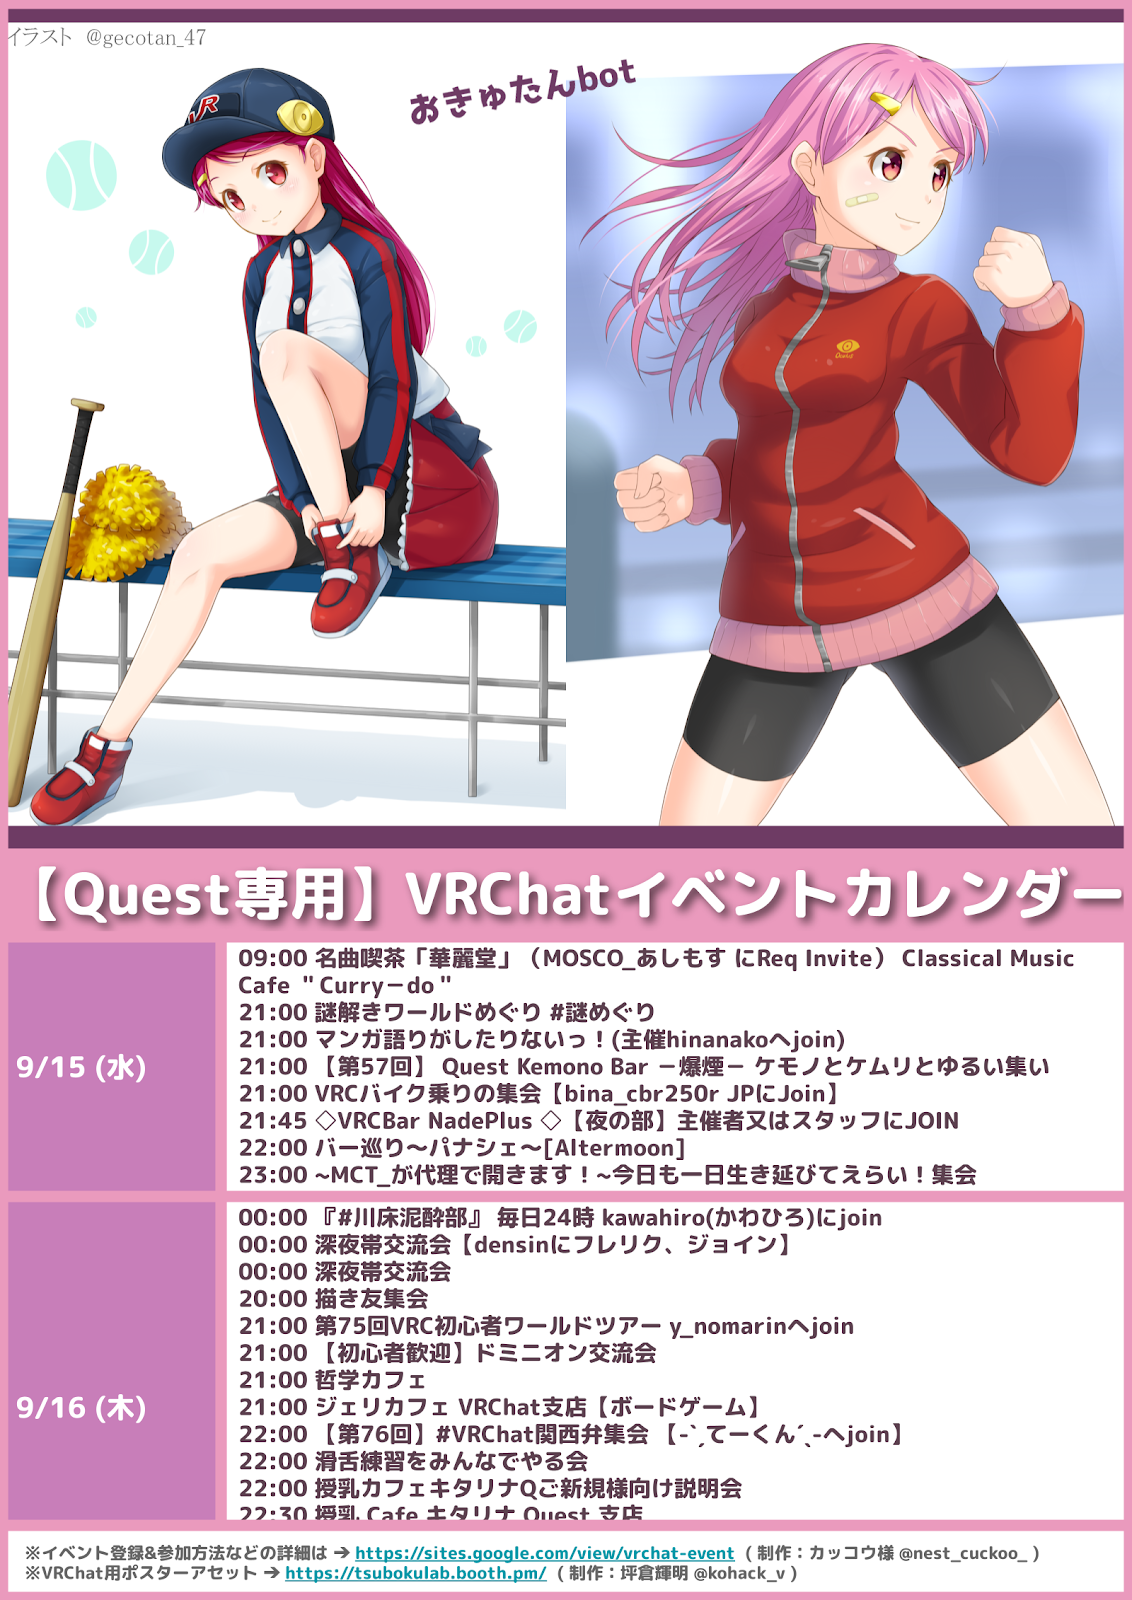 イラスト @gecotan_47
おきゅたんbot
VR
Quest
【Quest専用】VRChatイベントカレンダー
9/15 (水)
09:00 名曲喫茶「華麗堂」（MOSCO_あしもす にReq Invite） Classical Music
Cafe ＂Curry－do＂
21:00 謎解きワールドめぐり #謎めぐり
21:00 マンガ語りがしたりないっ！(主催hinanakoへjoin)
21:00 【第57回】 Quest Kemono Bar －爆煙－ ケモノとケムリとゆるい集い
21:00 VRCバイク乗りの集会【bina_cbr250r JPにJoin】
21:45 ◇VRCBar NadePlus ◇【夜の部】主催者又はスタッフにJOIN
22:00 バー巡り～パナシェ～[Altermoon]
23:00 ~MCT_が代理で開きます！~今日も一日生き延びてえらい！集会
9/16 (木)
00:00 『#川床泥酔部』 毎日24時 kawahiro(かわひろ)にjoin
00:00 深夜帯交流会【densinにフレリク、ジョイン】
00:00 深夜帯交流会
20:00 描き友集会
21:00 第75回VRC初心者ワールドツアー y_nomarinへjoin
21:00 【初心者歓迎】ドミニオン交流会
21:00 哲学カフェ
21:00 ジェリカフェ VRChat支店【ボードゲーム】
22:00 【第76回】#VRChat関西弁集会 【-ˋˏてーくんˊˎ-へjoin】
22:00 滑舌練習をみんなでやる会
22:00 授乳カフェキタリナQご新規様向け説明会
22:30 授乳 Cafe キタリナ Quest 支店
※イベント登録&参加方法などの詳細は ➔ https://sites.google.com/view/vrchat-event ( 制作：カッコウ様 @nest_cuckoo_ )
※VRChat用ポスターアセット ➔ https://tsubokulab.booth.pm/ ( 制作：坪倉輝明 @kohack_v )